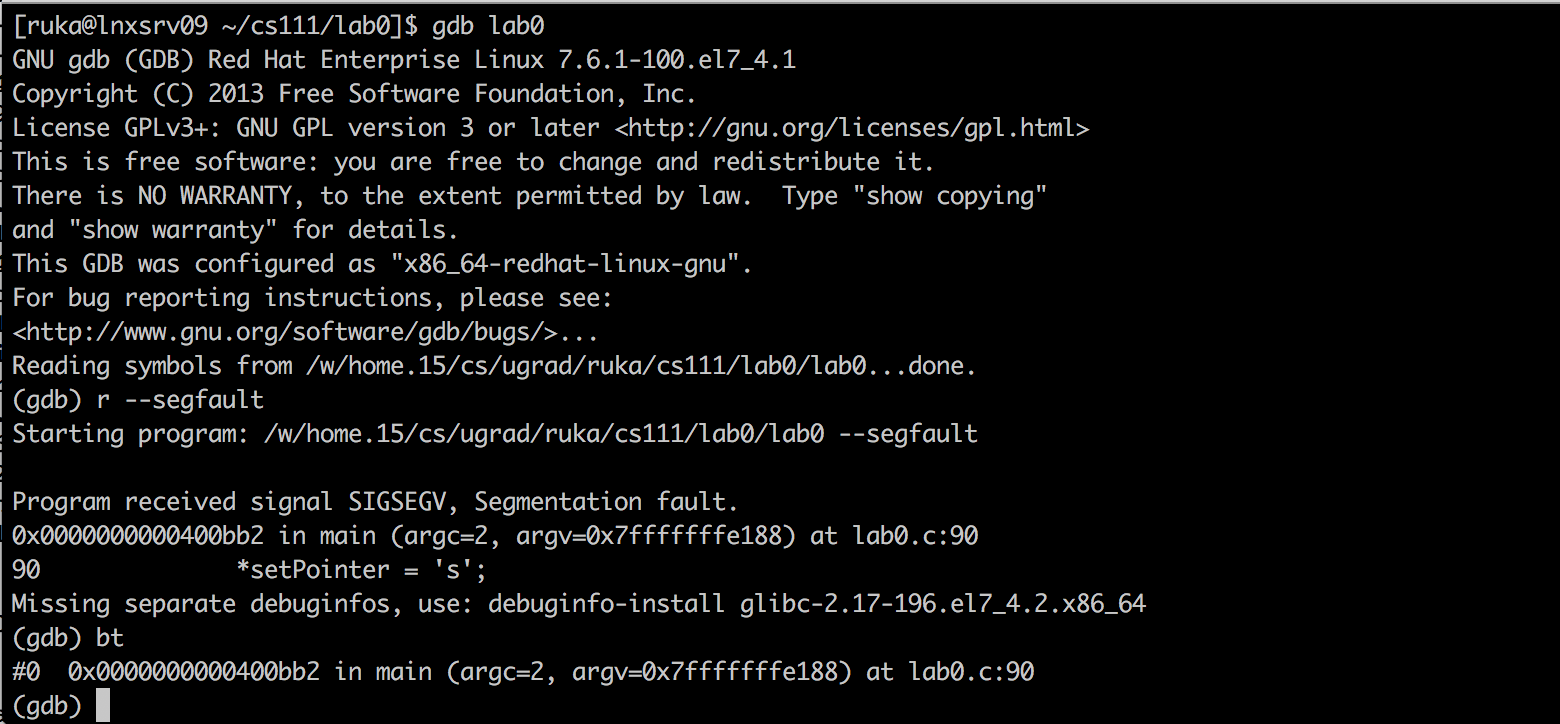 [ruka@lnxsrv09 ~/cs111/lab0]$ gdb lab0
GNU gdb (GDB) Red Hat Enterprise Linux 7.6.1-100.el7_4.1
Copyright (C) 2013 Free Software Foundation, Inc.
License GPLv3+: GNU GPL version 3 or later <http://gnu.org/licenses/gpl.html>
This is free software: you are free to change and redistribute it.
There is NO WARRANTY, to the extent permitted by law.  Type "show copying"
and "show warranty" for details.
This GDB was configured as "x86_64-redhat-linux-gnu".
For bug reporting instructions, please see:
<http://www.gnu.org/software/gdb/bugs/>...
Reading symbols from /w/home.15/cs/ugrad/ruka/cs111/lab0/lab0...done.
(gdb) r --segfault
Starting program: /w/home.15/cs/ugrad/ruka/cs111/lab0/lab0 --segfault

Program received signal SIGSEGV, Segmentation fault.
0x0000000000400bb2 in main (argc=2, argv=0x7fffffffe188) at lab0.c:90
90              *setPointer = 's';
Missing separate debuginfos, use: debuginfo-install glibc-2.17-196.el7_4.2.x86_64
(gdb) bt
#0  0x0000000000400bb2 in main (argc=2, argv=0x7fffffffe188) at lab0.c:90
(gdb)